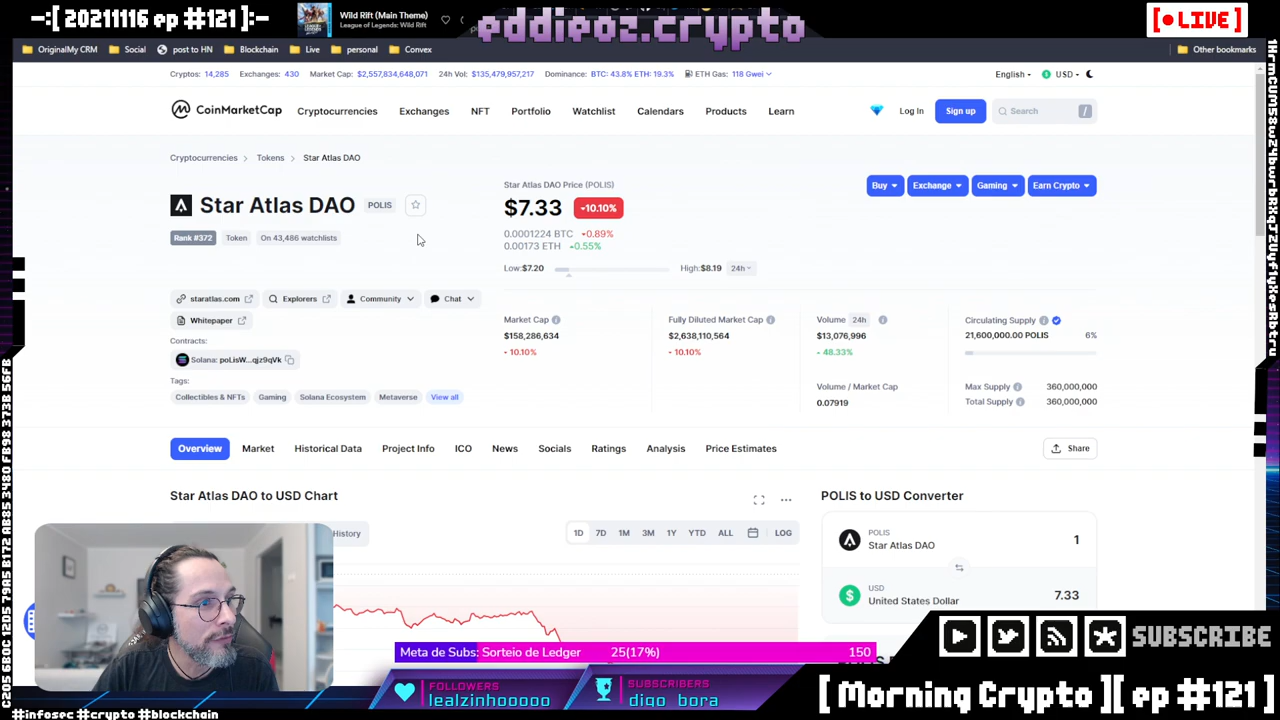 -:[ 20211116 ep #121 ]:-
Wild Rift (Main Theme)
League of Legends: Wild Rift
eddieoz.crypto
[•LIVE]
OriginalMy CRM
Social
post to HN
Blockchain
Live
personal
Convex
Other bookmarks
Cryptos: 14,285 Exchanges: 430 Market Cap: $2,557,834,648,071 24h Vol: $135,479,957,217 Dominance: BTC: 43.8% ETH: 19.3% ETH Gas: 118 Gwei
English
USD
CoinMarketCap
Cryptocurrencies Exchanges NFT Portfolio Watchlist Calendars Products Learn
Log In
Sign up
Search /
Cryptocurrencies > Tokens > Star Atlas DAO
Star Atlas DAO POLIS
Rank #372
Token
On 43,486 watchlists
Star Atlas DAO Price (POLIS)
$7.33 10.10%
0.0001224 BTC 0.89%
0.00173 ETH 0.55%
Low:$7.20
High:$8.19
24h
Buy
Exchange
Gaming
Earn Crypto
staratlas.com
Explorers
Community
Chat
Whitepaper
Contracts:
Solana: poLisW...qjz9qVk
Tags:
Collectibles & NFTs
Gaming
Solana Ecosystem
Metaverse
View all
Market Cap
$158,286,634
10.10%
Fully Diluted Market Cap
$2,638,110,564
10.10%
Volume 24h
$13,076,996
48.33%
Volume / Market Cap
0.07919
Circulating Supply
21,600,000.00 POLIS 6%
Max Supply 360,000,000
Total Supply 360,000,000
Overview Market Historical Data Project Info ICO News Socials Ratings Analysis Price Estimates
Share
Star Atlas DAO to USD Chart
History
1D 7D 1M 3M 1Y YTD ALL LOG
POLIS to USD Converter
POLIS
Star Atlas DAO
1
USD
United States Dollar
7.33
Meta de Subs: Sorteio de Ledger 25(17%) 150
FOLLOWERS
lealzinhooooo
SUBSCRIBERS
digo_bora
SUBSCRIBE
[ Morning Crypto ][ ep #121 ]
#infosec #crypto #blockchain